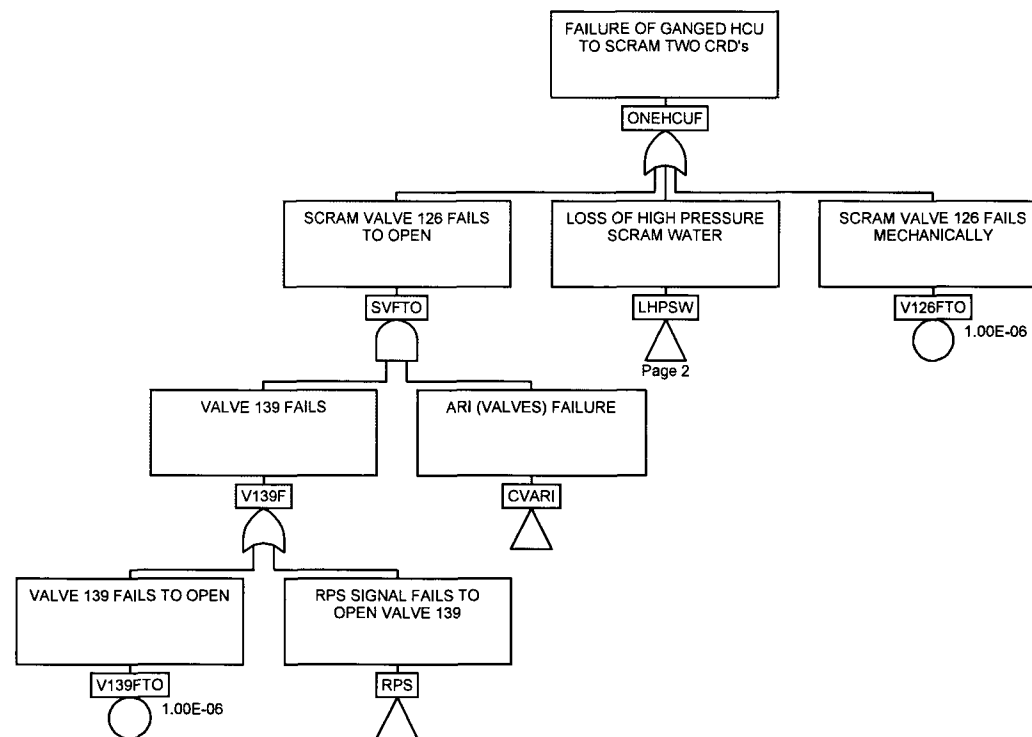 FAILURE OF GANGED HCU
TO SCRAM TWO CRD's
ONEHCUF
SCRAM VALVE 126 FAILS
TO OPEN
SVFTO
LOSS OF HIGH PRESSURE
SCRAM WATER
LHPSW
Page 2
SCRAM VALVE 126 FAILS
MECHANICALLY
V126FTO
1.00E-06
VALVE 139 FAILS
V139F
ARI (VALVES) FAILURE
CVARI
VALVE 139 FAILS TO OPEN
V139FTO
1.00E-06
RPS SIGNAL FAILS TO
OPEN VALVE 139
RPS